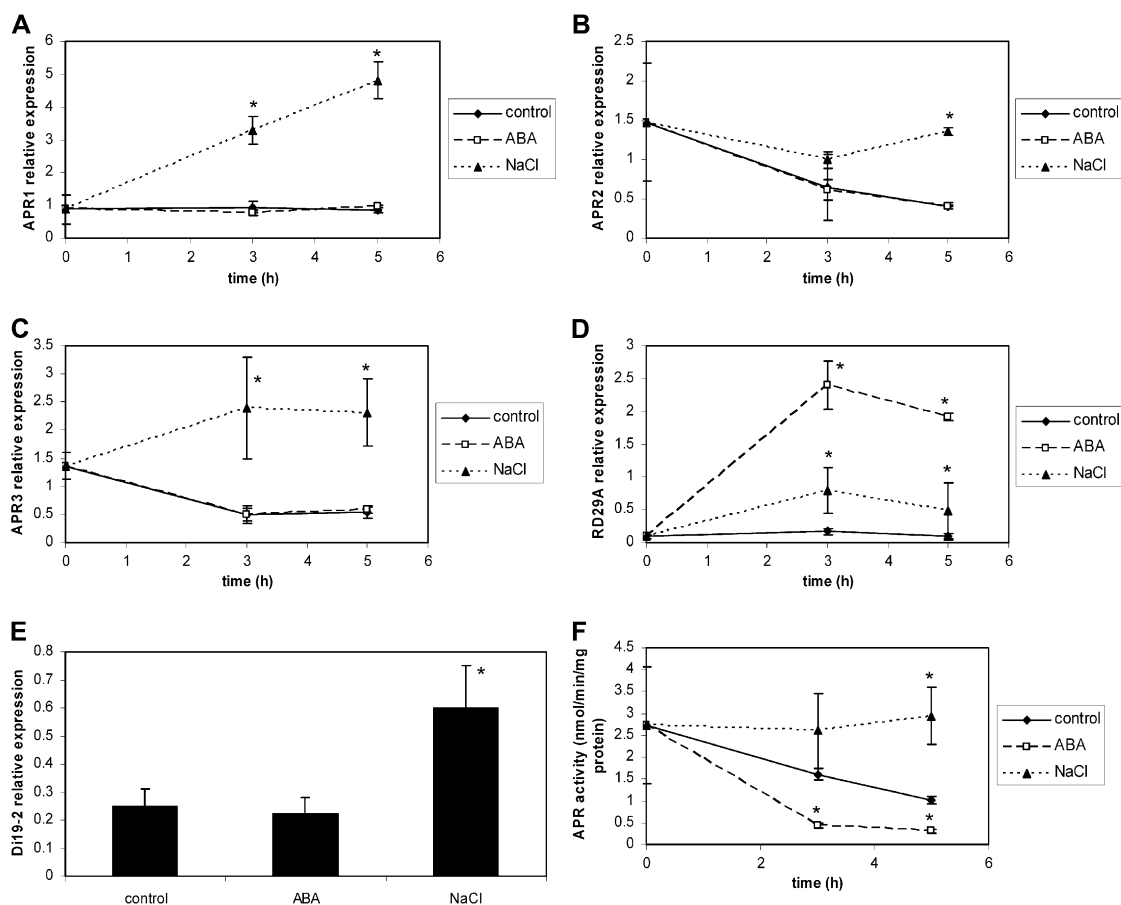 A
APR1 relative expression
6
5
4
3
2
1
0
*
*
0 1 2 3 4 5 6
time (h)
control
ABA
NaCl
B
APR2 relative expression
2.5
2
1.5
1
0.5
0
*
0 1 2 3 4 5 6
time (h)
control
ABA
NaCl
C
APR3 relative expression
3.5
3
2.5
2
1.5
1
0.5
0
*
*
0 1 2 3 4 5 6
time (h)
control
ABA
NaCl
D
RD29A relative expression
3
2.5
2
1.5
1
0.5
0
*
*
*
*
0 1 2 3 4 5 6
time (h)
control
ABA
NaCl
E
Di19-2 relative expression
0.8
0.7
0.6
0.5
0.4
0.3
0.2
0.1
0
*
control ABA NaCl
F
APR activity (nmol/min/mg
protein)
4.5
4
3.5
3
2.5
2
1.5
1
0.5
0
*
*
*
0 2 4 6
time (h)
control
ABA
NaCl